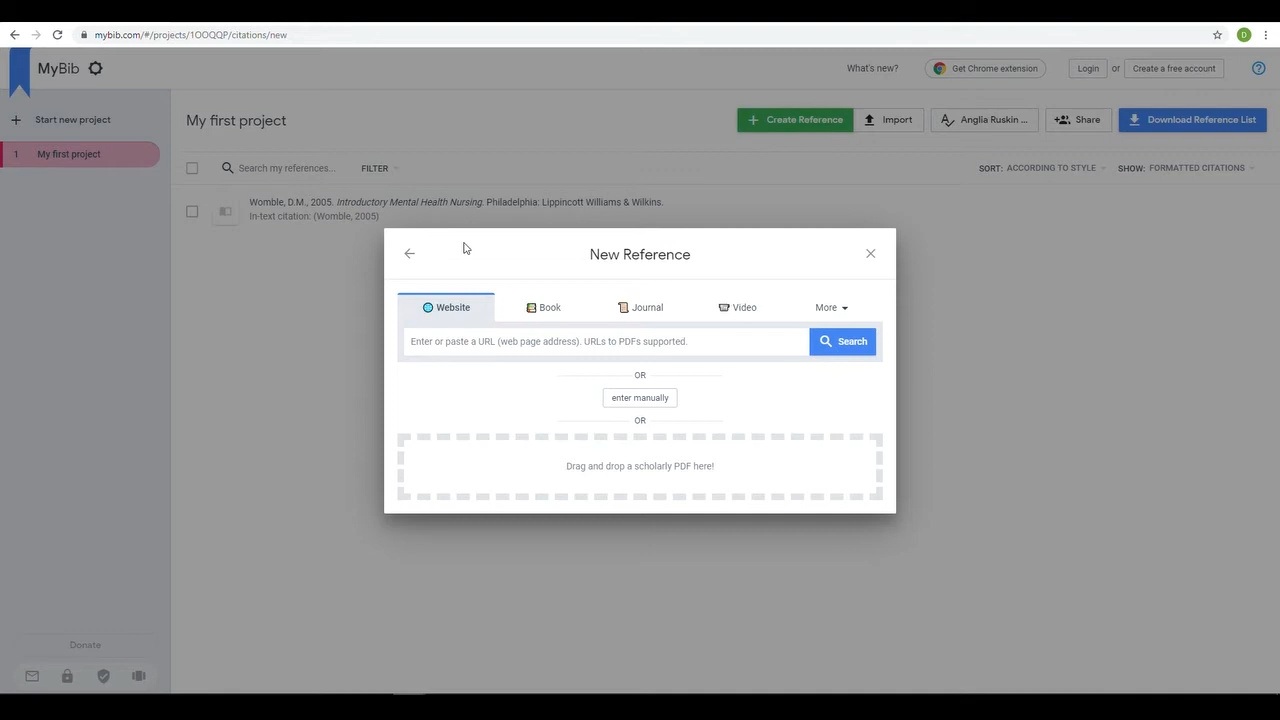 mybib.com/#/projects/1OOQQP/citations/new
D
MyBib
What's new?
Get Chrome extension
Login or Create a free account
Start new project
My first project
Create Reference
Import
Anglia Ruskin ...
Share
Download Reference List
1 My first project
Search my references...
FILTER
SORT: ACCORDING TO STYLE
SHOW: FORMATTED CITATIONS
Womble, D.M., 2005. Introductory Mental Health Nursing. Philadelphia: Lippincott Williams & Wilkins.
In-text citation: (Womble, 2005)
New Reference
Website
Book
Journal
Video
More
Enter or paste a URL (web page address). URLs to PDFs supported.
Search
OR
enter manually
OR
Drag and drop a scholarly PDF here!
Donate